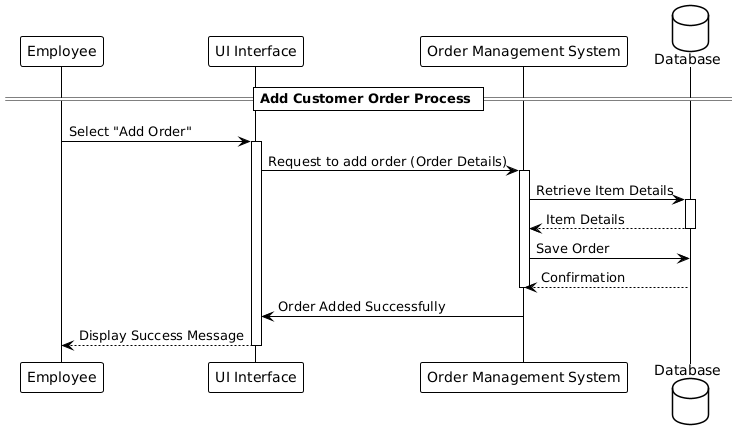 Employee
UI Interface
Order Management System
Database
Add Customer Order Process
Select "Add Order"
Request to add order (Order Details)
Retrieve Item Details
Item Details
Save Order
Confirmation
Order Added Successfully
Display Success Message
Employee
UI Interface
Order Management System
Database